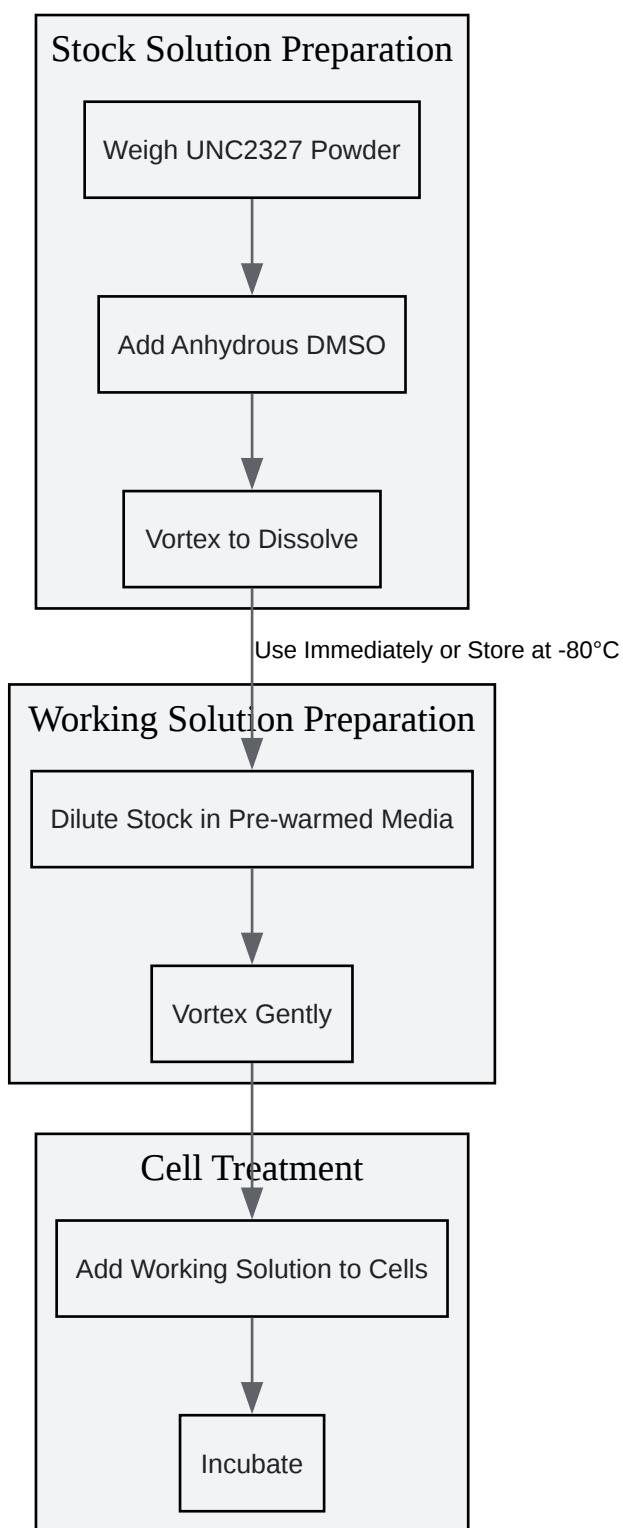 Stock Solution Preparation
Weigh UNC2327 Powder
Add Anhydrous DMSO
Vortex to Dissolve
Use Immediately or Store at -80°C
Working Solution Preparation
Dilute Stock in Pre-warmed Media
Vortex Gently
Cell Treatment
Add Working Solution to Cells
Incubate